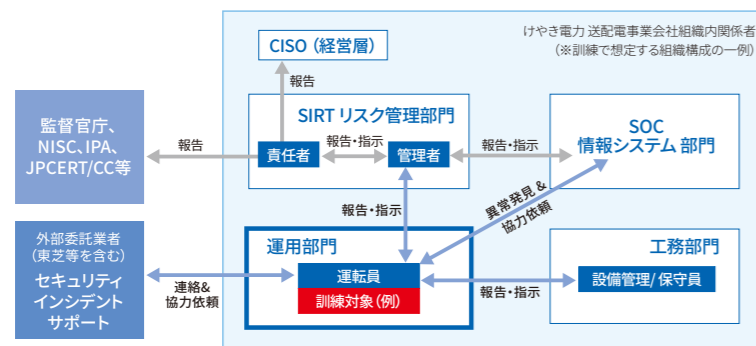 けやき電力 送配電事業会社組織内関係者
（※訓練で想定する組織構成の一例）
CISO（経営層）
報告
SIRT リスク管理部門
責任者
報告・指示
管理者
報告・指示
SOC
情報システム 部門
監督官庁、
NISC、IPA、
JPCERT/CC等
報告
報告・指示
異常発見 &
協力依頼
外部委託業者
（東芝等を含む）
セキュリティ
インシデント
サポート
連絡&
協力依頼
運用部門
運転員
訓練対象（例）
報告・指示
工務部門
設備管理/ 保守員